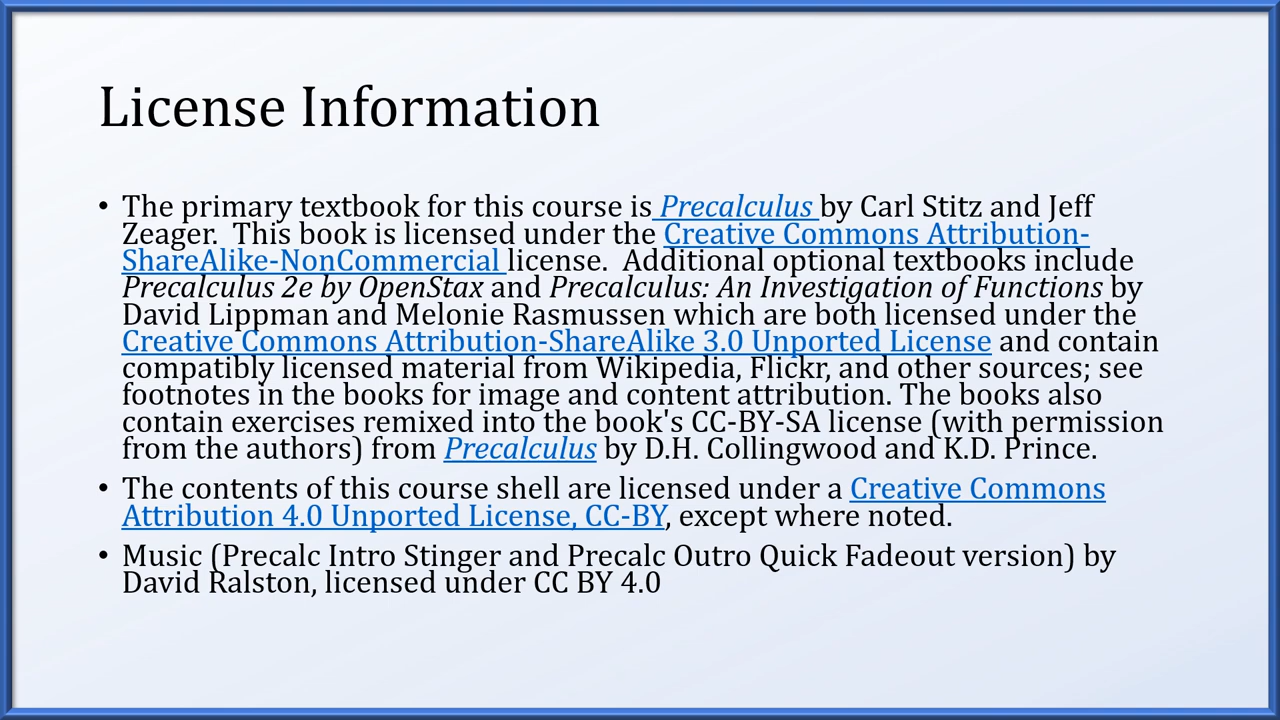 License Information
• The primary textbook for this course is Precalculus by Carl Stitz and Jeff
Zeager.  This book is licensed under the Creative Commons Attribution-
ShareAlike-NonCommercial license.  Additional optional textbooks include
Precalculus 2e by OpenStax and Precalculus: An Investigation of Functions by
David Lippman and Melonie Rasmussen which are both licensed under the
Creative Commons Attribution-ShareAlike 3.0 Unported License and contain
compatibly licensed material from Wikipedia, Flickr, and other sources; see
footnotes in the books for image and content attribution. The books also
contain exercises remixed into the book's CC-BY-SA license (with permission
from the authors) from Precalculus by D.H. Collingwood and K.D. Prince.
• The contents of this course shell are licensed under a Creative Commons
Attribution 4.0 Unported License, CC-BY, except where noted.
• Music (Precalc Intro Stinger and Precalc Outro Quick Fadeout version) by
David Ralston, licensed under CC BY 4.0